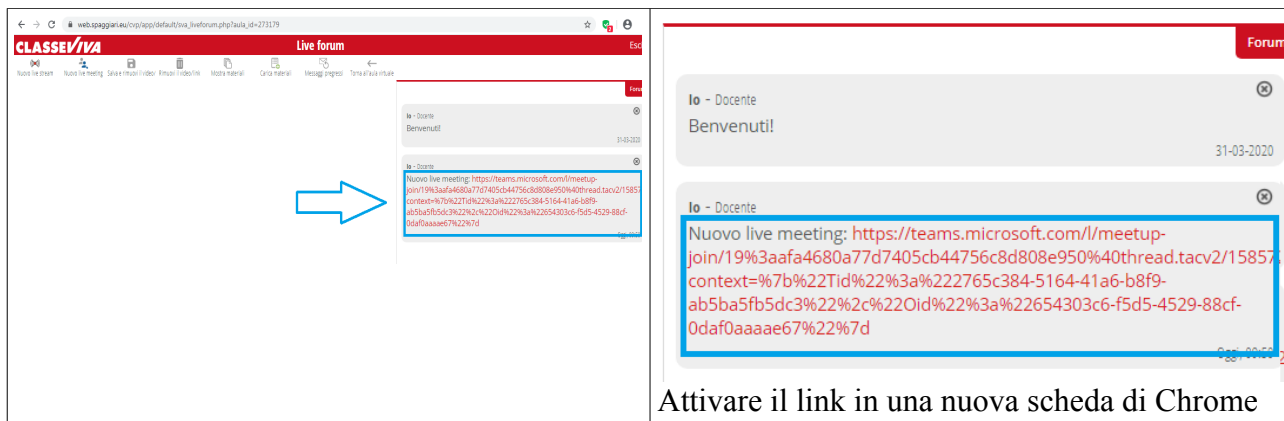 web.spaggiari.eu/cvp/app/default/sva_liveforum.php?aula_id=273179
CLASSEVIVA Live forum Esc
Nuovo live stream Nuovo live meeting Salva e rimuovi il video/ Rimuovi il video/link Mostra materiali Carica materiali Messaggi pregressi Torna all'aula virtuale
Foru
Io - Docente
Benvenuti!
31-03-2020
Io - Docente
Nuovo live meeting: https://teams.microsoft.com/l/meetup-
join/19%3aafa4680a77d7405cb44756c8d808e950%40thread.tacv2/15857
context=%7b%22Tid%22%3a%222765c384-5164-41a6-b8f9-
ab5ba5fb5dc3%22%2c%22Oid%22%3a%22654303c6-f5d5-4529-88cf-
0daf0aaaae67%22%7d
Forum
Io - Docente
Benvenuti!
31-03-2020
Io - Docente
Nuovo live meeting: https://teams.microsoft.com/l/meetup-
join/19%3aafa4680a77d7405cb44756c8d808e950%40thread.tacv2/15857
context=%7b%22Tid%22%3a%222765c384-5164-41a6-b8f9-
ab5ba5fb5dc3%22%2c%22Oid%22%3a%22654303c6-f5d5-4529-88cf-
0daf0aaaae67%22%7d
Oggi,
Attivare il link in una nuova scheda di Chrome